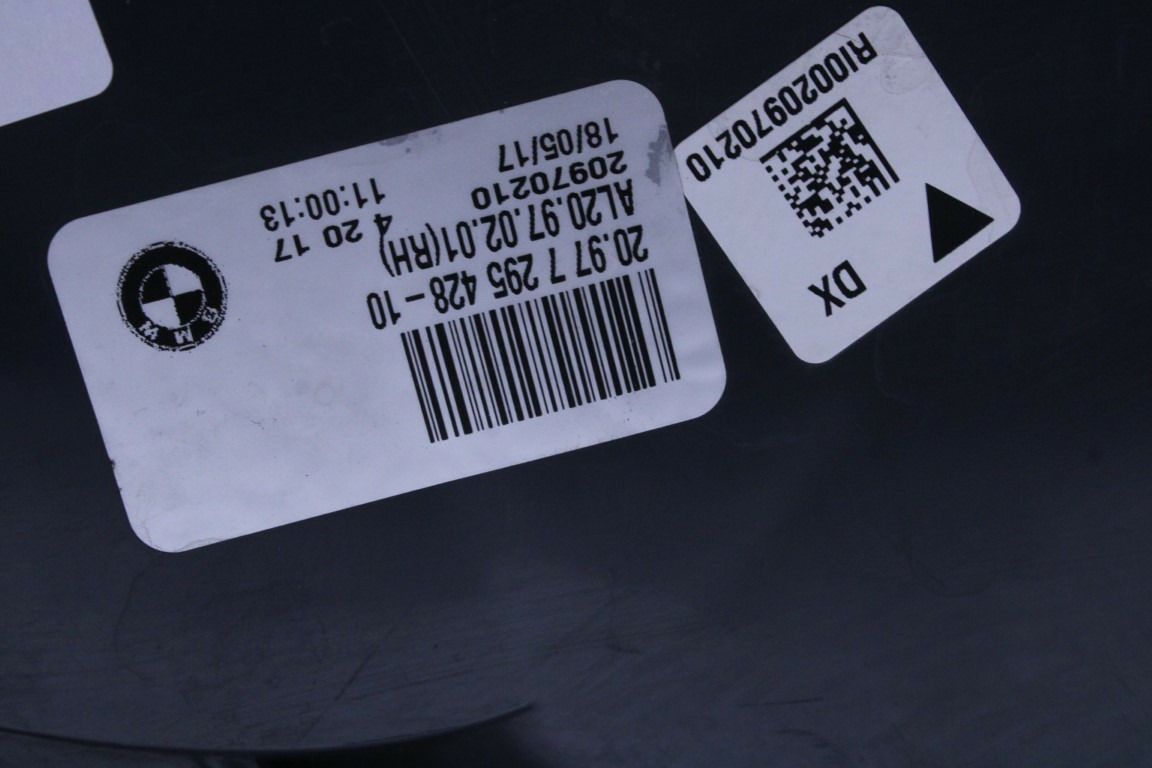 20.97 7 295 428 – 10
AL20.97.02.01(RH)
20970210 4 20 17
18/05/17 11:00:13
BMW
DX
RI0020970210